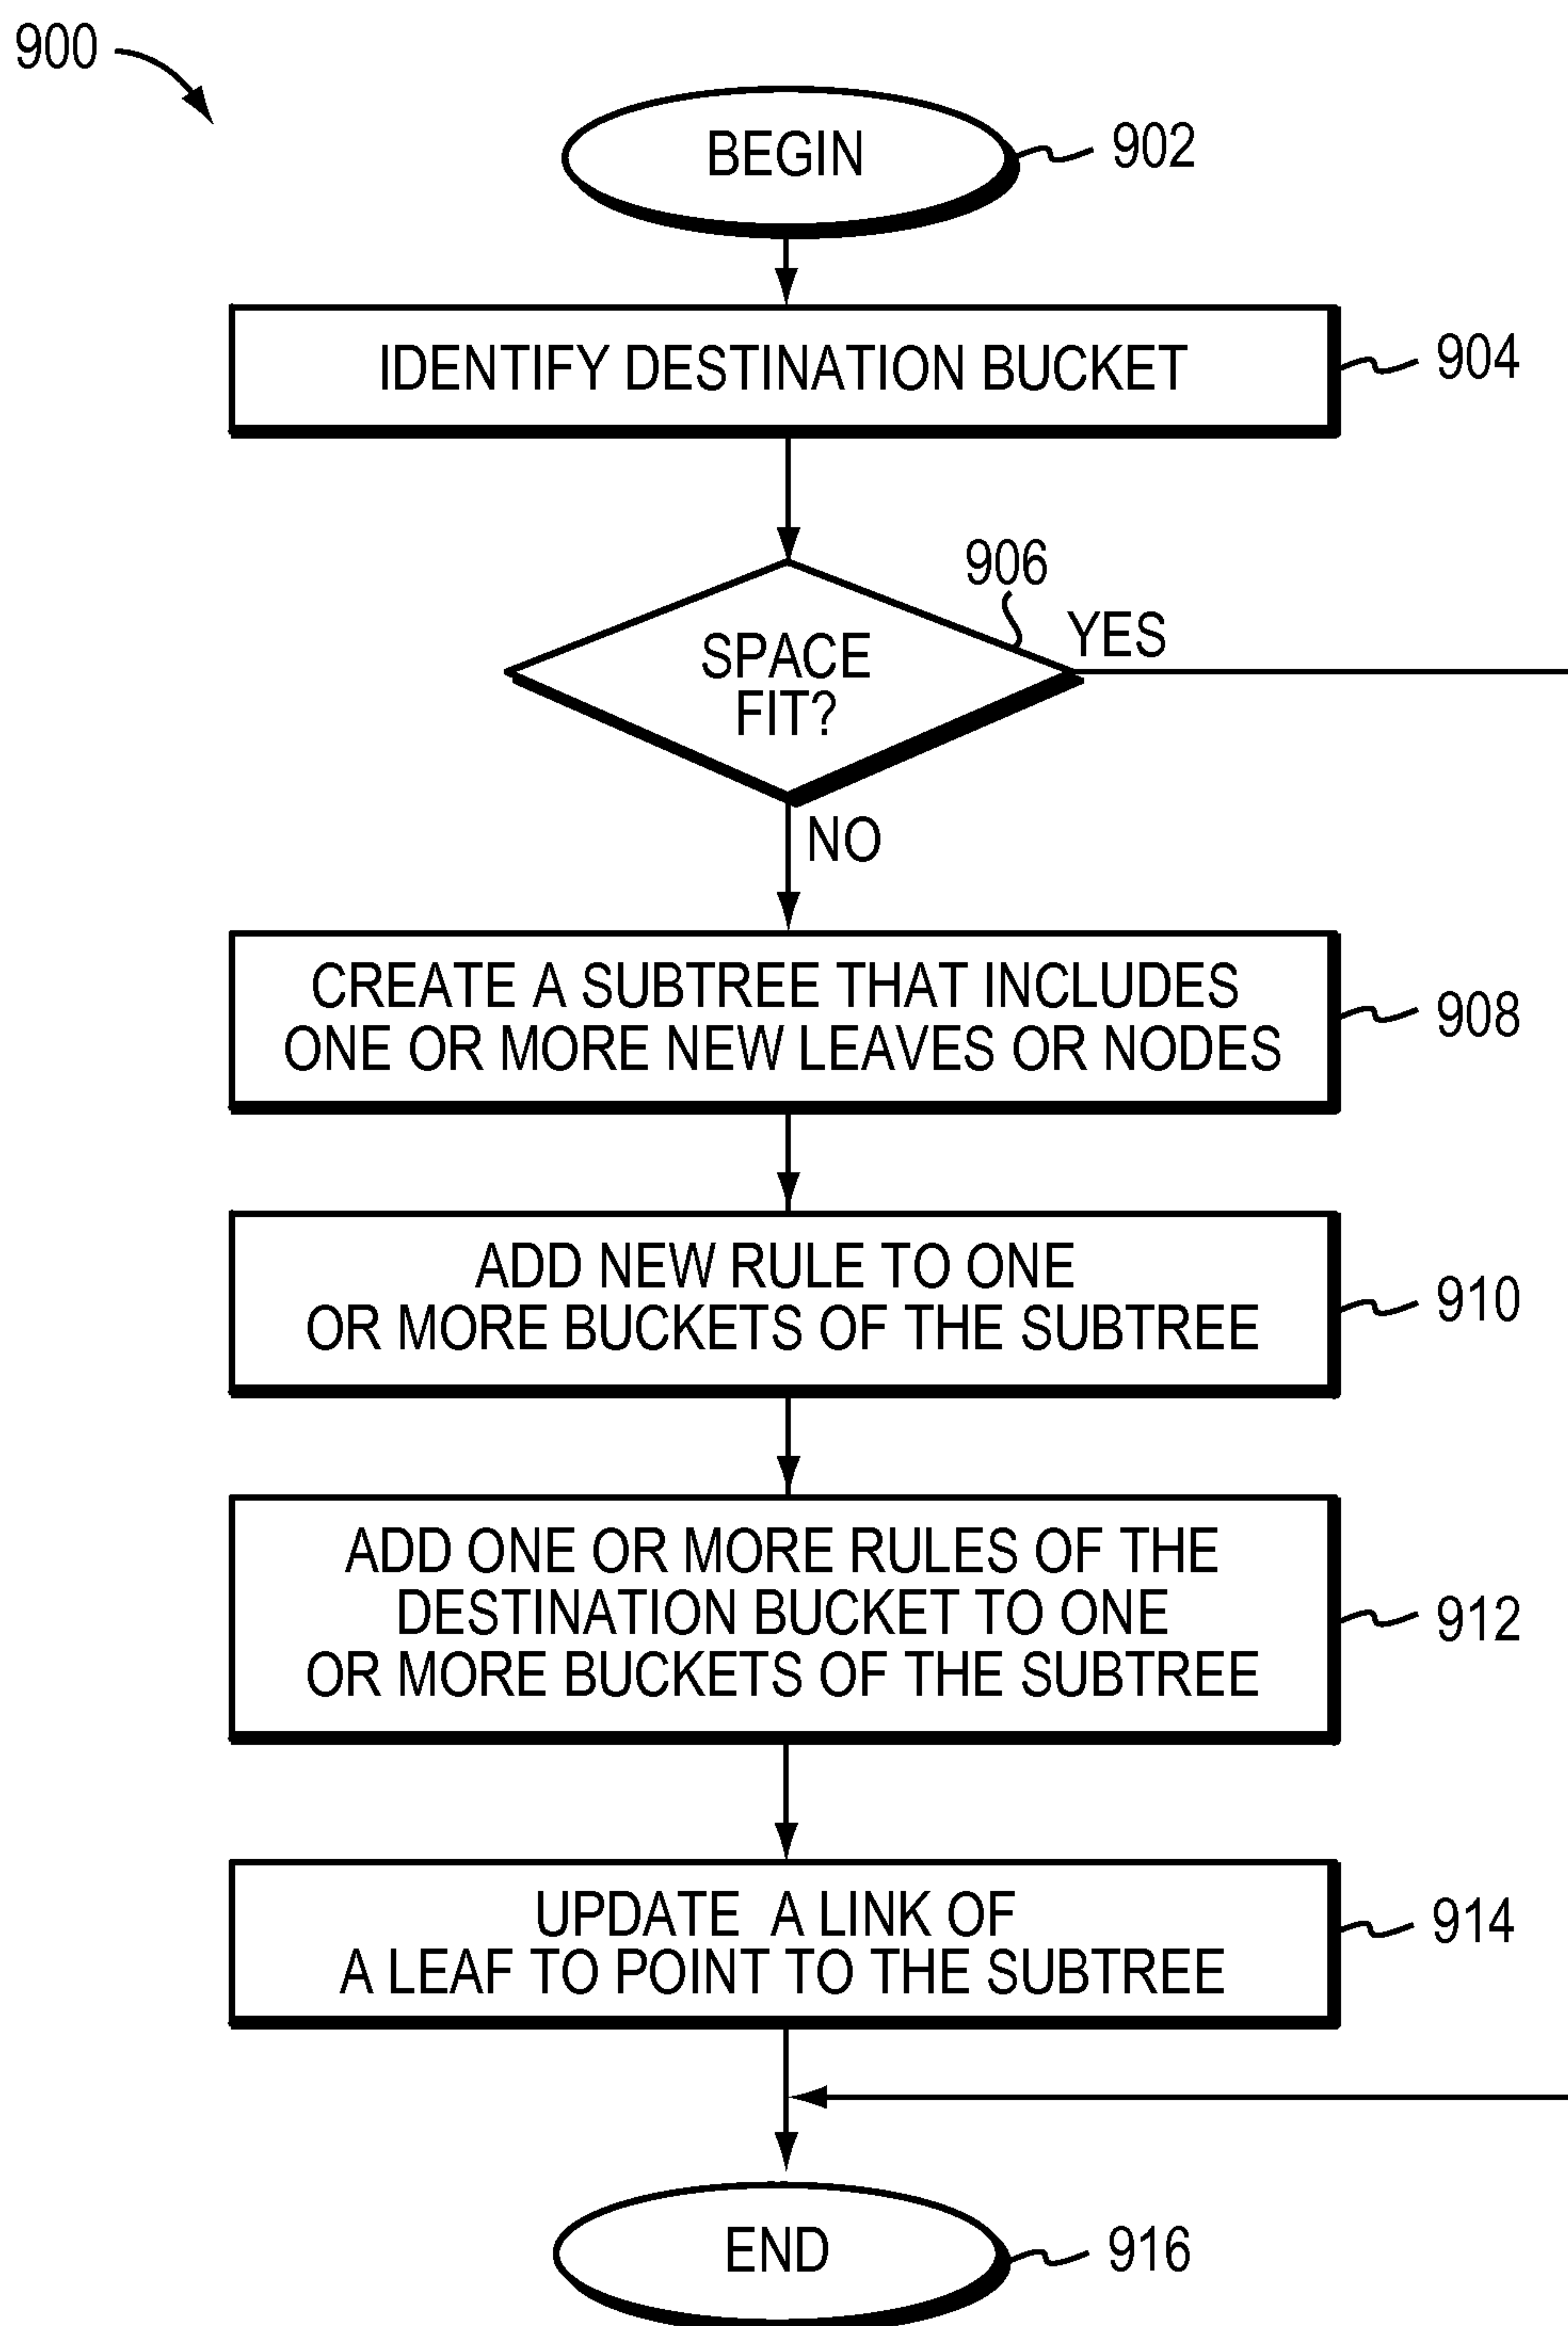 900
BEGIN
902
IDENTIFY DESTINATION BUCKET
904
906
YES
SPACE
FIT?
NO
CREATE A SUBTREE THAT INCLUDES
ONE OR MORE NEW LEAVES OR NODES
908
ADD NEW RULE TO ONE
OR MORE BUCKETS OF THE SUBTREE
910
ADD ONE OR MORE RULES OF THE
DESTINATION BUCKET TO ONE
OR MORE BUCKETS OF THE SUBTREE
912
UPDATE A LINK OF
A LEAF TO POINT TO THE SUBTREE
914
END
916